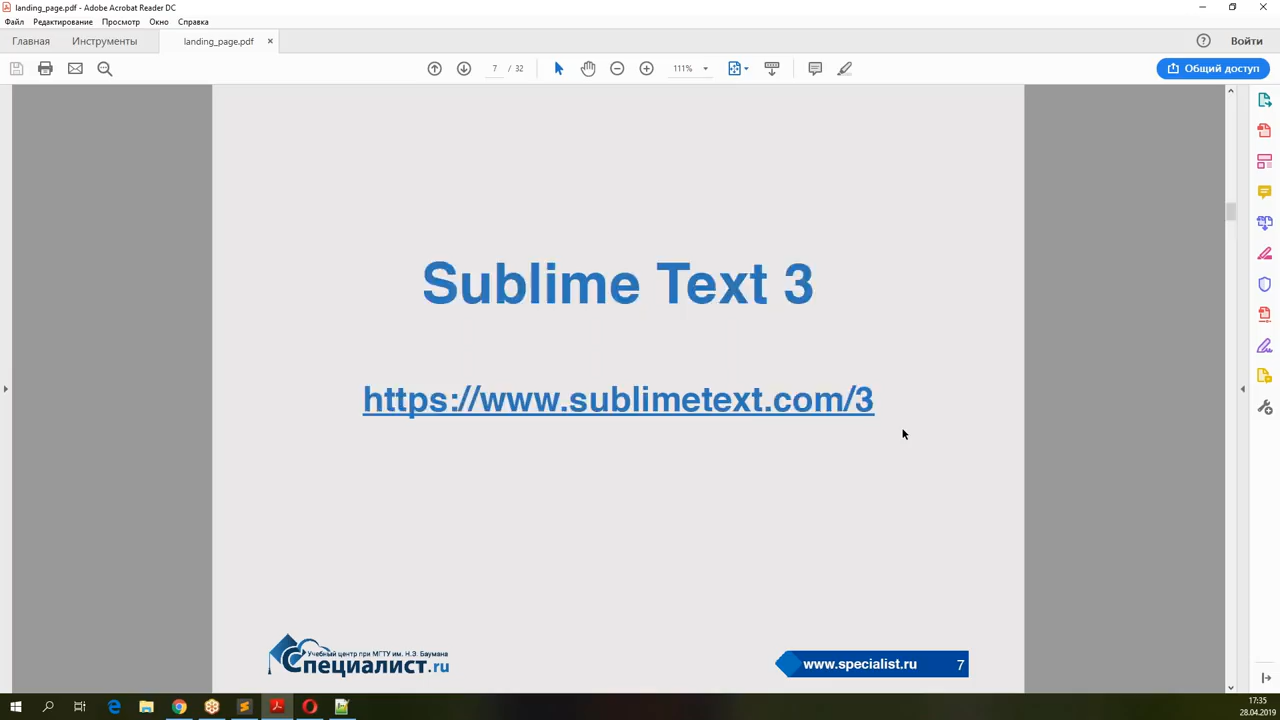 landing_page.pdf - Adobe Acrobat Reader DC
Файл Редактирование Просмотр Окно Справка
Главная Инструменты landing_page.pdf × Войти
7 / 32 111% Общий доступ
Sublime Text 3
https://www.sublimetext.com/3
Учебный центр при МГТУ им. Н.Э. Баумана
Специалист.ru
www.specialist.ru 7
17:35
28.04.2019